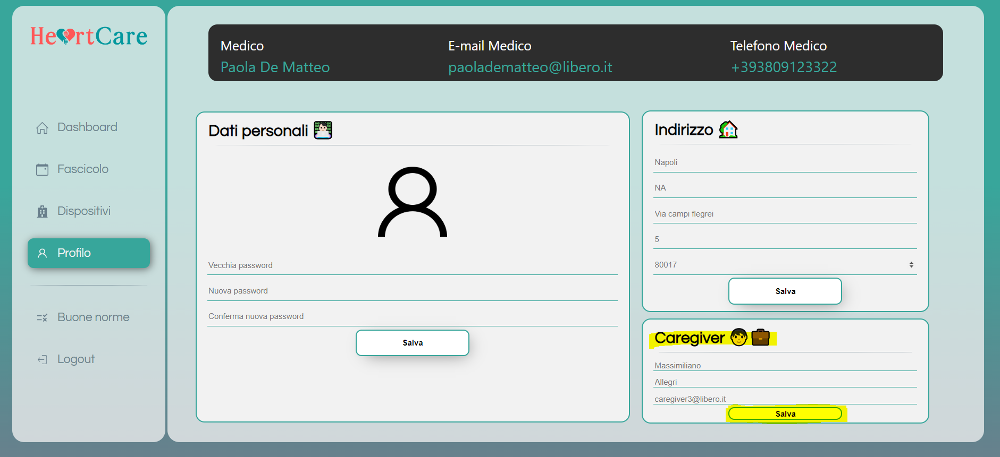 HeartCare
Dashboard
Fascicolo
Dispositivi
Profilo
Buone norme
Logout
Medico
Paola De Matteo
E-mail Medico
paoladematteo@libero.it
Telefono Medico
+393809123322
Dati personali
Vecchia password
Nuova password
Conferma nuova password
Salva
Indirizzo
Napoli
NA
Via campi flegrei
5
80017
Salva
Caregiver
Massimiliano
Allegri
caregiver3@libero.it
Salva